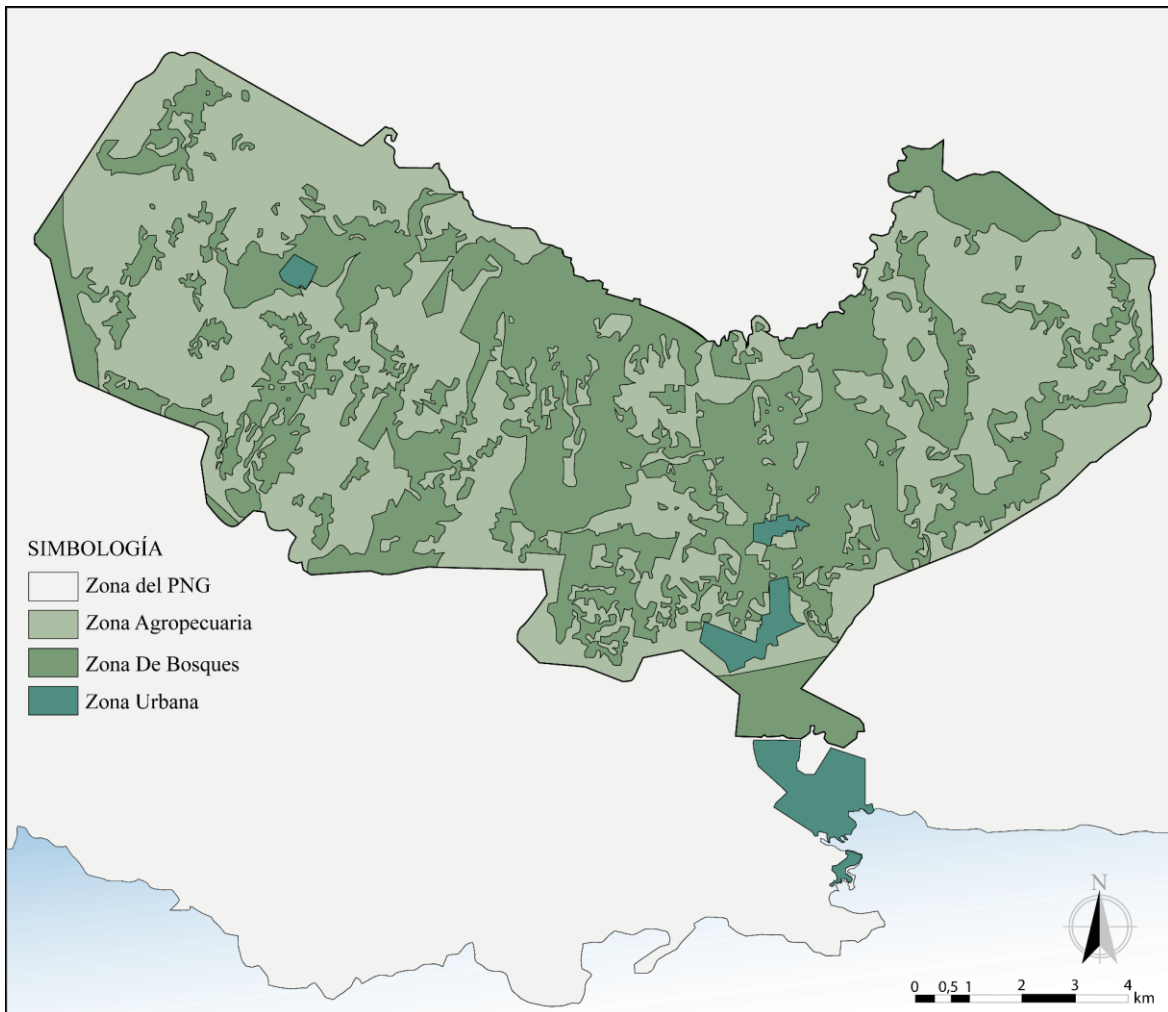 SIMBOLOGÍA
Zona del PNG
Zona Agropecuaria
Zona De Bosques
Zona Urbana
N
0 0,5 1 2 3 4
km